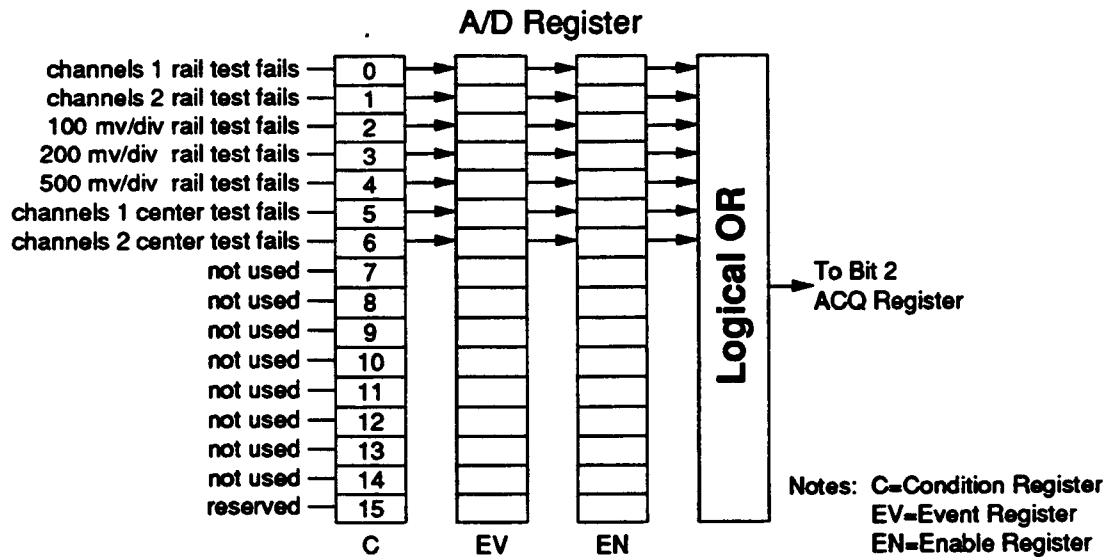 A/D Register
channels 1 rail test fails 0
channels 2 rail test fails 1
100 mv/div rail test fails 2
200 mv/div rail test fails 3
500 mv/div rail test fails 4
channels 1 center test fails 5
channels 2 center test fails 6
not used 7
not used 8
not used 9
not used 10
not used 11
not used 12
not used 13
not used 14
reserved 15
C EV EN
Logical OR
To Bit 2
ACQ Register
Notes: C=Condition Register
EV=Event Register
EN=Enable Register